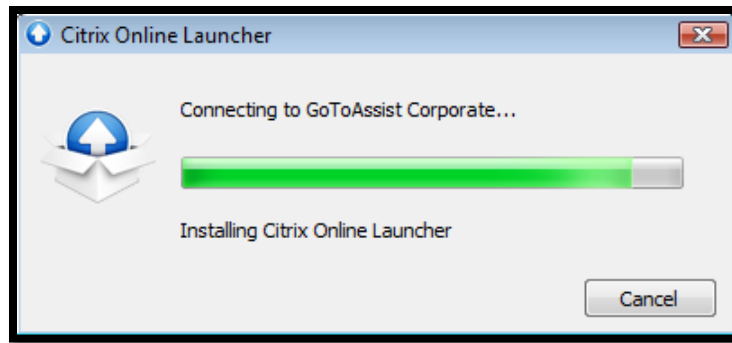 Citrix Online Launcher
Connecting to GoToAssist Corporate...
Installing Citrix Online Launcher
Cancel